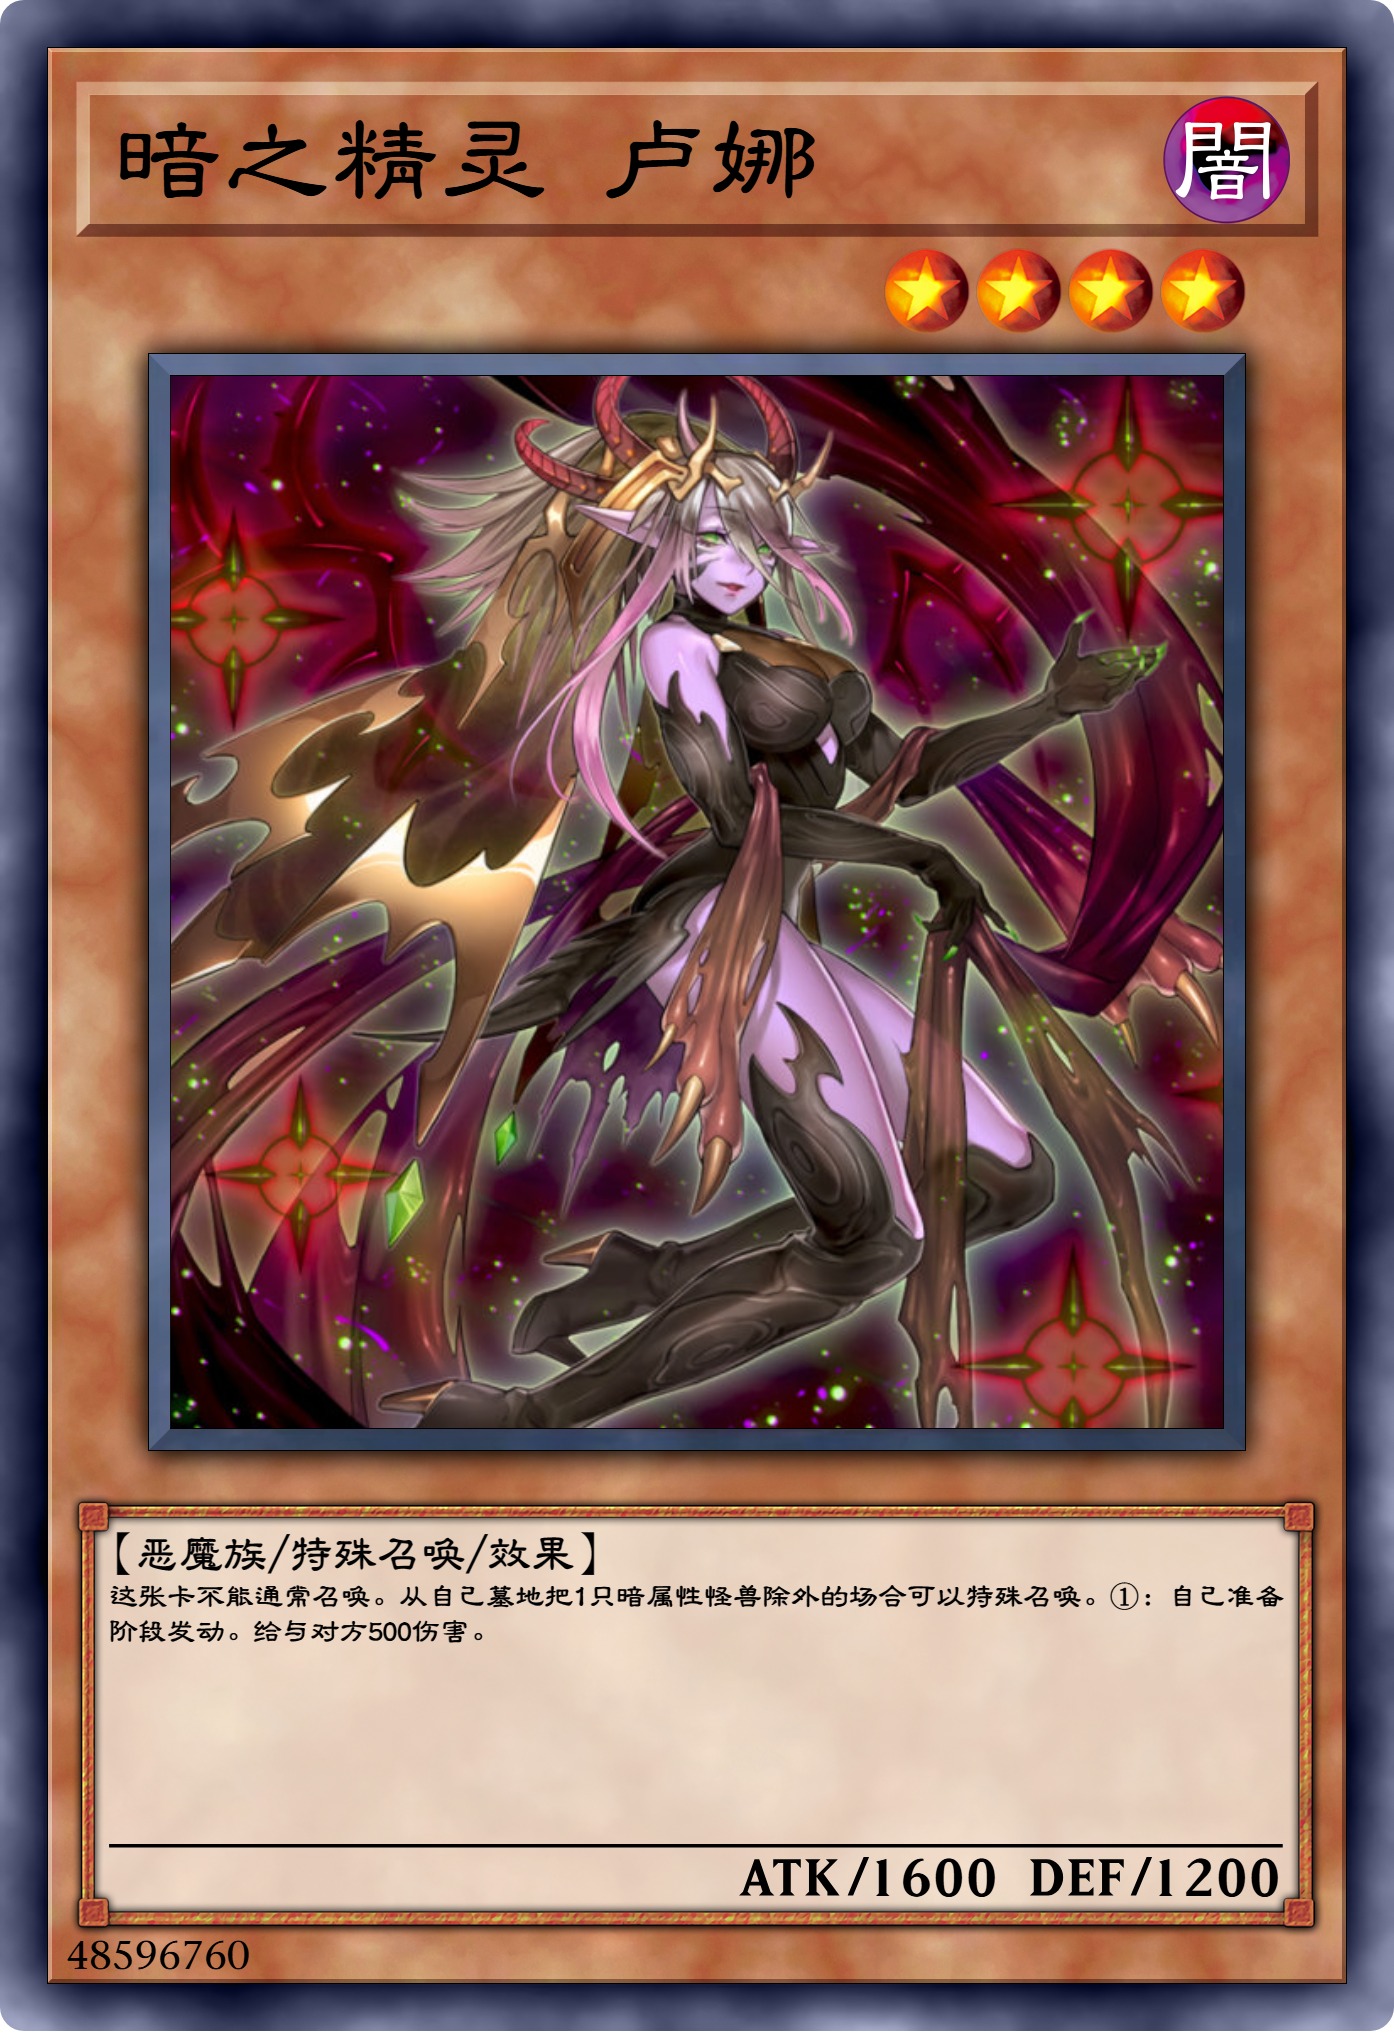 暗之精灵 卢娜
闇
【恶魔族/特殊召唤/效果】
这张卡不能通常召唤。从自己墓地把1只暗属性怪兽除外的场合可以特殊召唤。①：自己准备
阶段发动。给与对方500伤害。
ATK/1600 DEF/1200
48596760